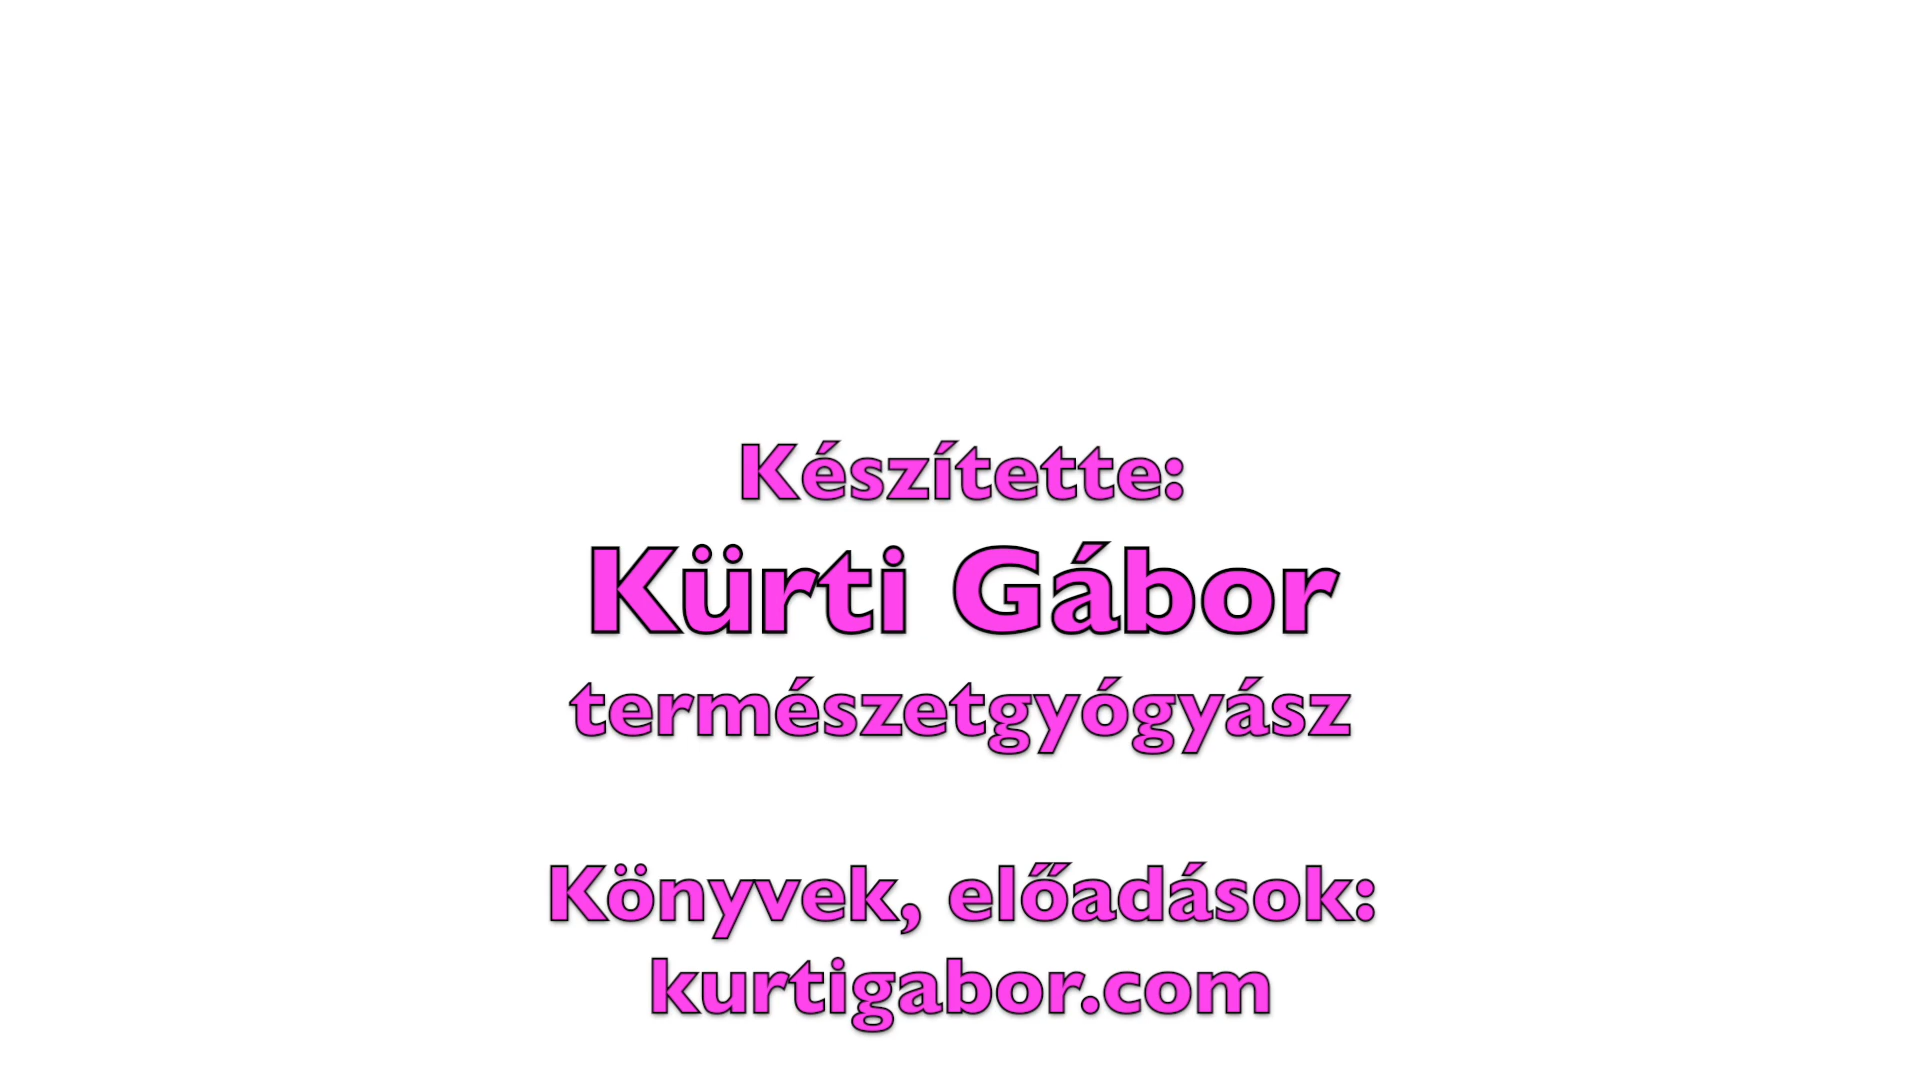 Készítette:
Kürti Gábor
természetgyógyász
Könyvek, előadások:
kurtigabor.com